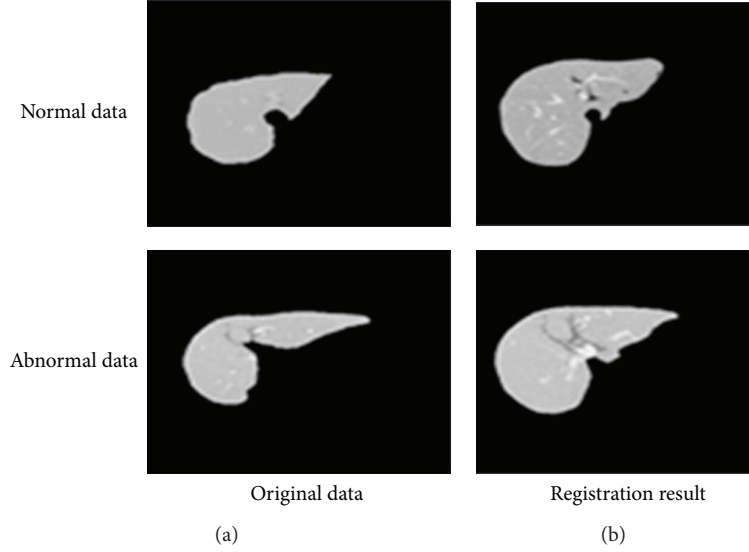 Normal data
Abnormal data
Original data
Registration result
(a)
(b)